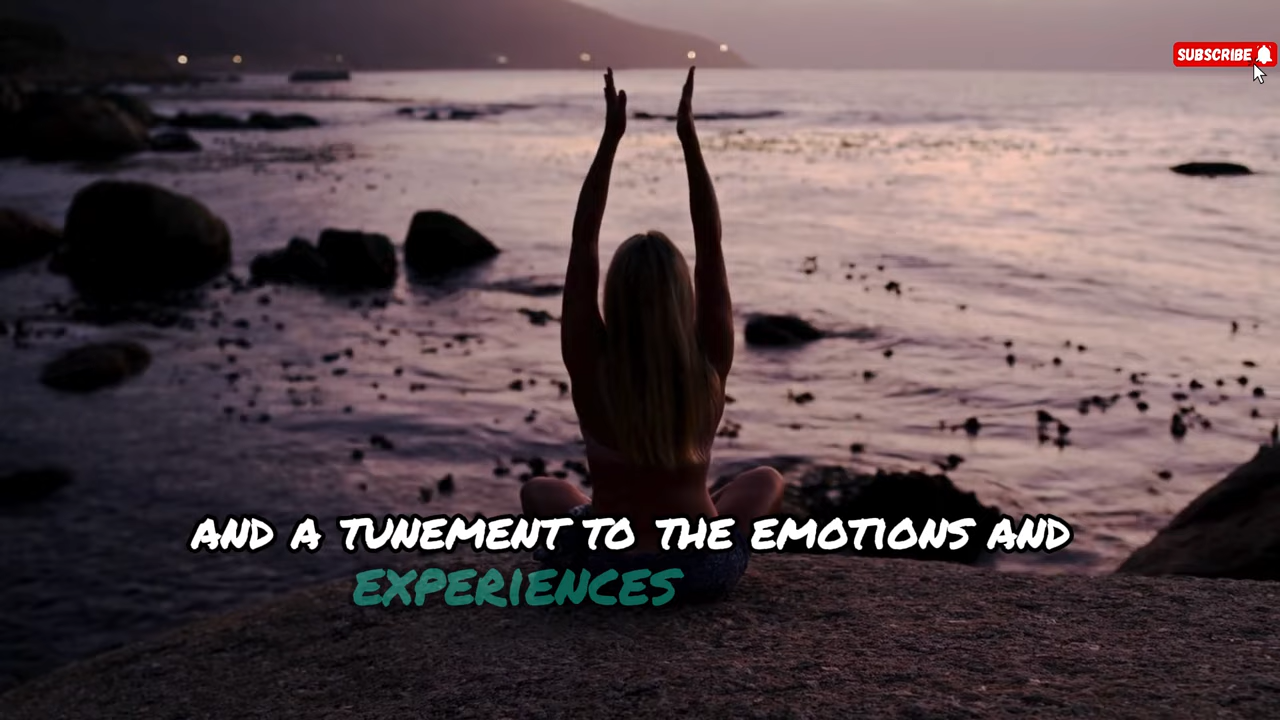 SUBSCRIBE
AND A TUNEMENT TO THE EMOTIONS AND
EXPERIENCES